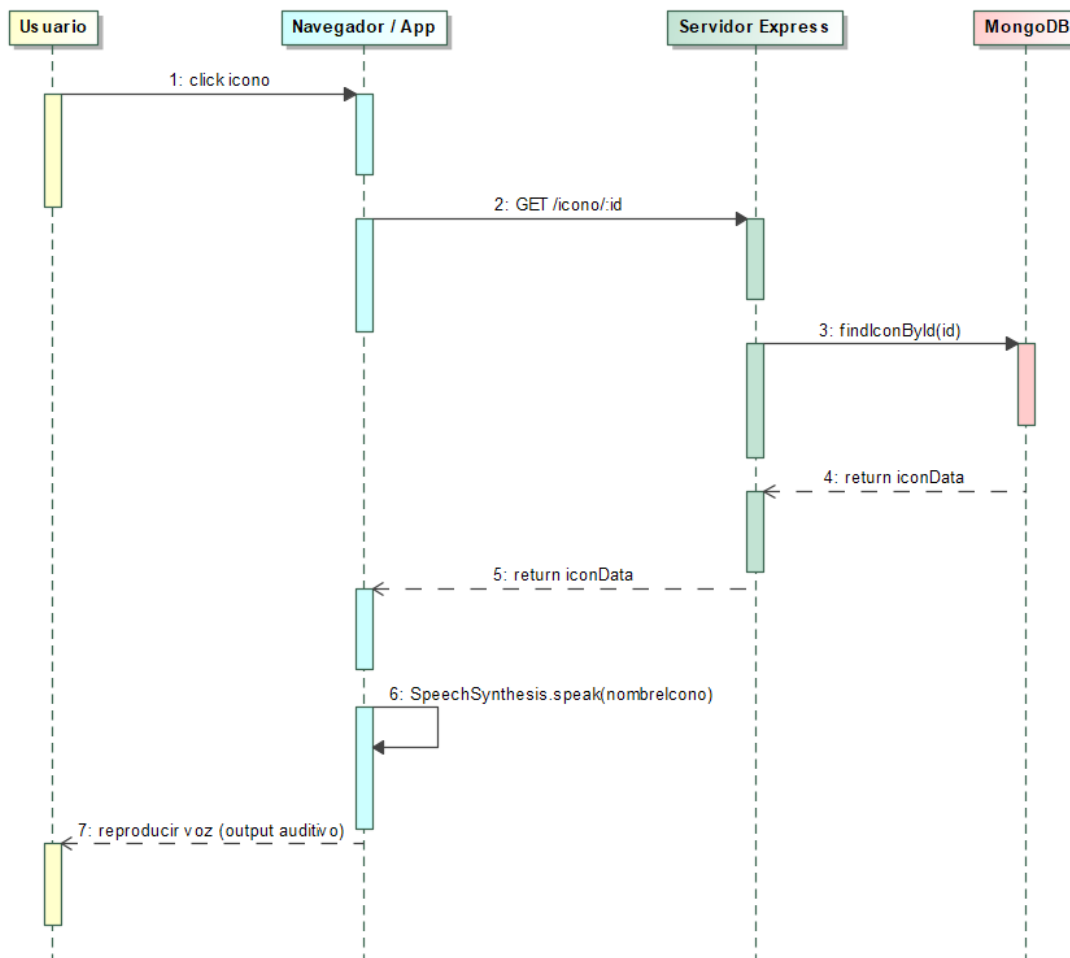 Usuario
Navegador / App
Servidor Express
MongoDB
1: click icono
2: GET /icono/:id
3: findIconById(id)
4: return iconData
5: return iconData
6: SpeechSynthesis.speak(nombreIcono)
7: reproducir voz (output auditivo)